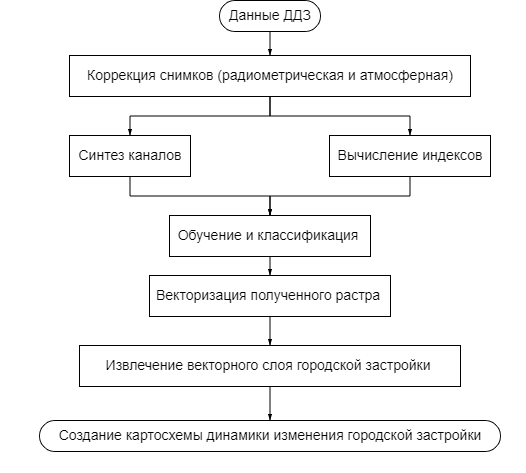 Данные ДДЗ
Коррекция снимков (радиометрическая и атмосферная)
Синтез каналов
Вычисление индексов
Обучение и классификация
Векторизация полученного растра
Извлечение векторного слоя городской застройки
Создание картосхемы динамики изменения городской застройки